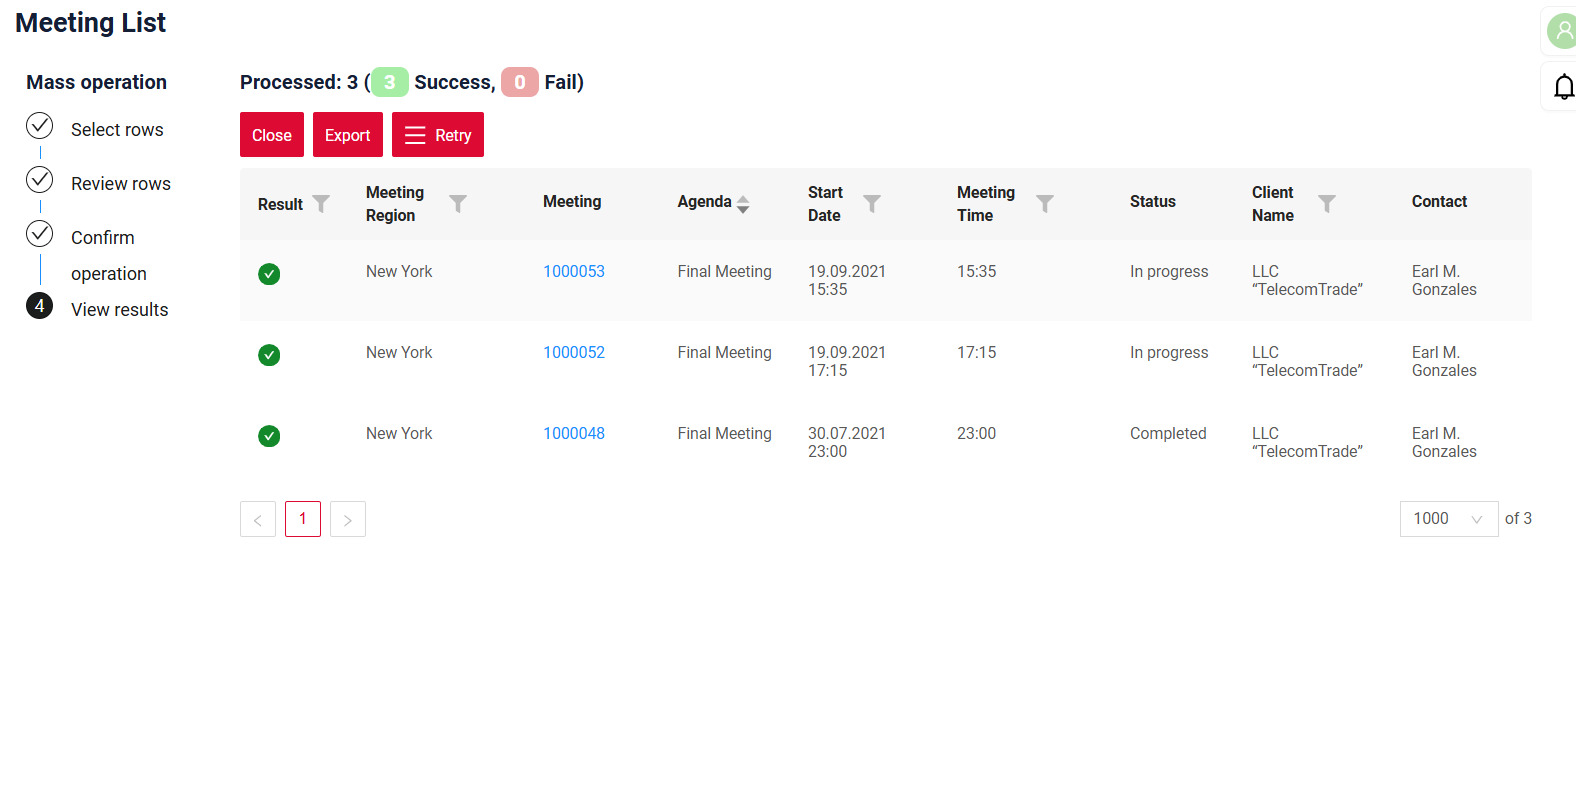 Meeting List
Mass operation
Select rows
Review rows
Confirm
operation
4 View results
Processed: 3 ( 3 Success, 0 Fail)
Close Export Retry
Result Meeting Region Meeting Agenda Start Date Meeting Time Status Client Name Contact
New York 1000053 Final Meeting 19.09.2021 15:35 In progress LLC Earl M.
15:35 “TelecomTrade” Gonzales
New York 1000052 Final Meeting 19.09.2021 17:15 In progress LLC Earl M.
17:15 “TelecomTrade” Gonzales
New York 1000048 Final Meeting 30.07.2021 23:00 Completed LLC Earl M.
23:00 “TelecomTrade” Gonzales
< 1 > 1000 of 3